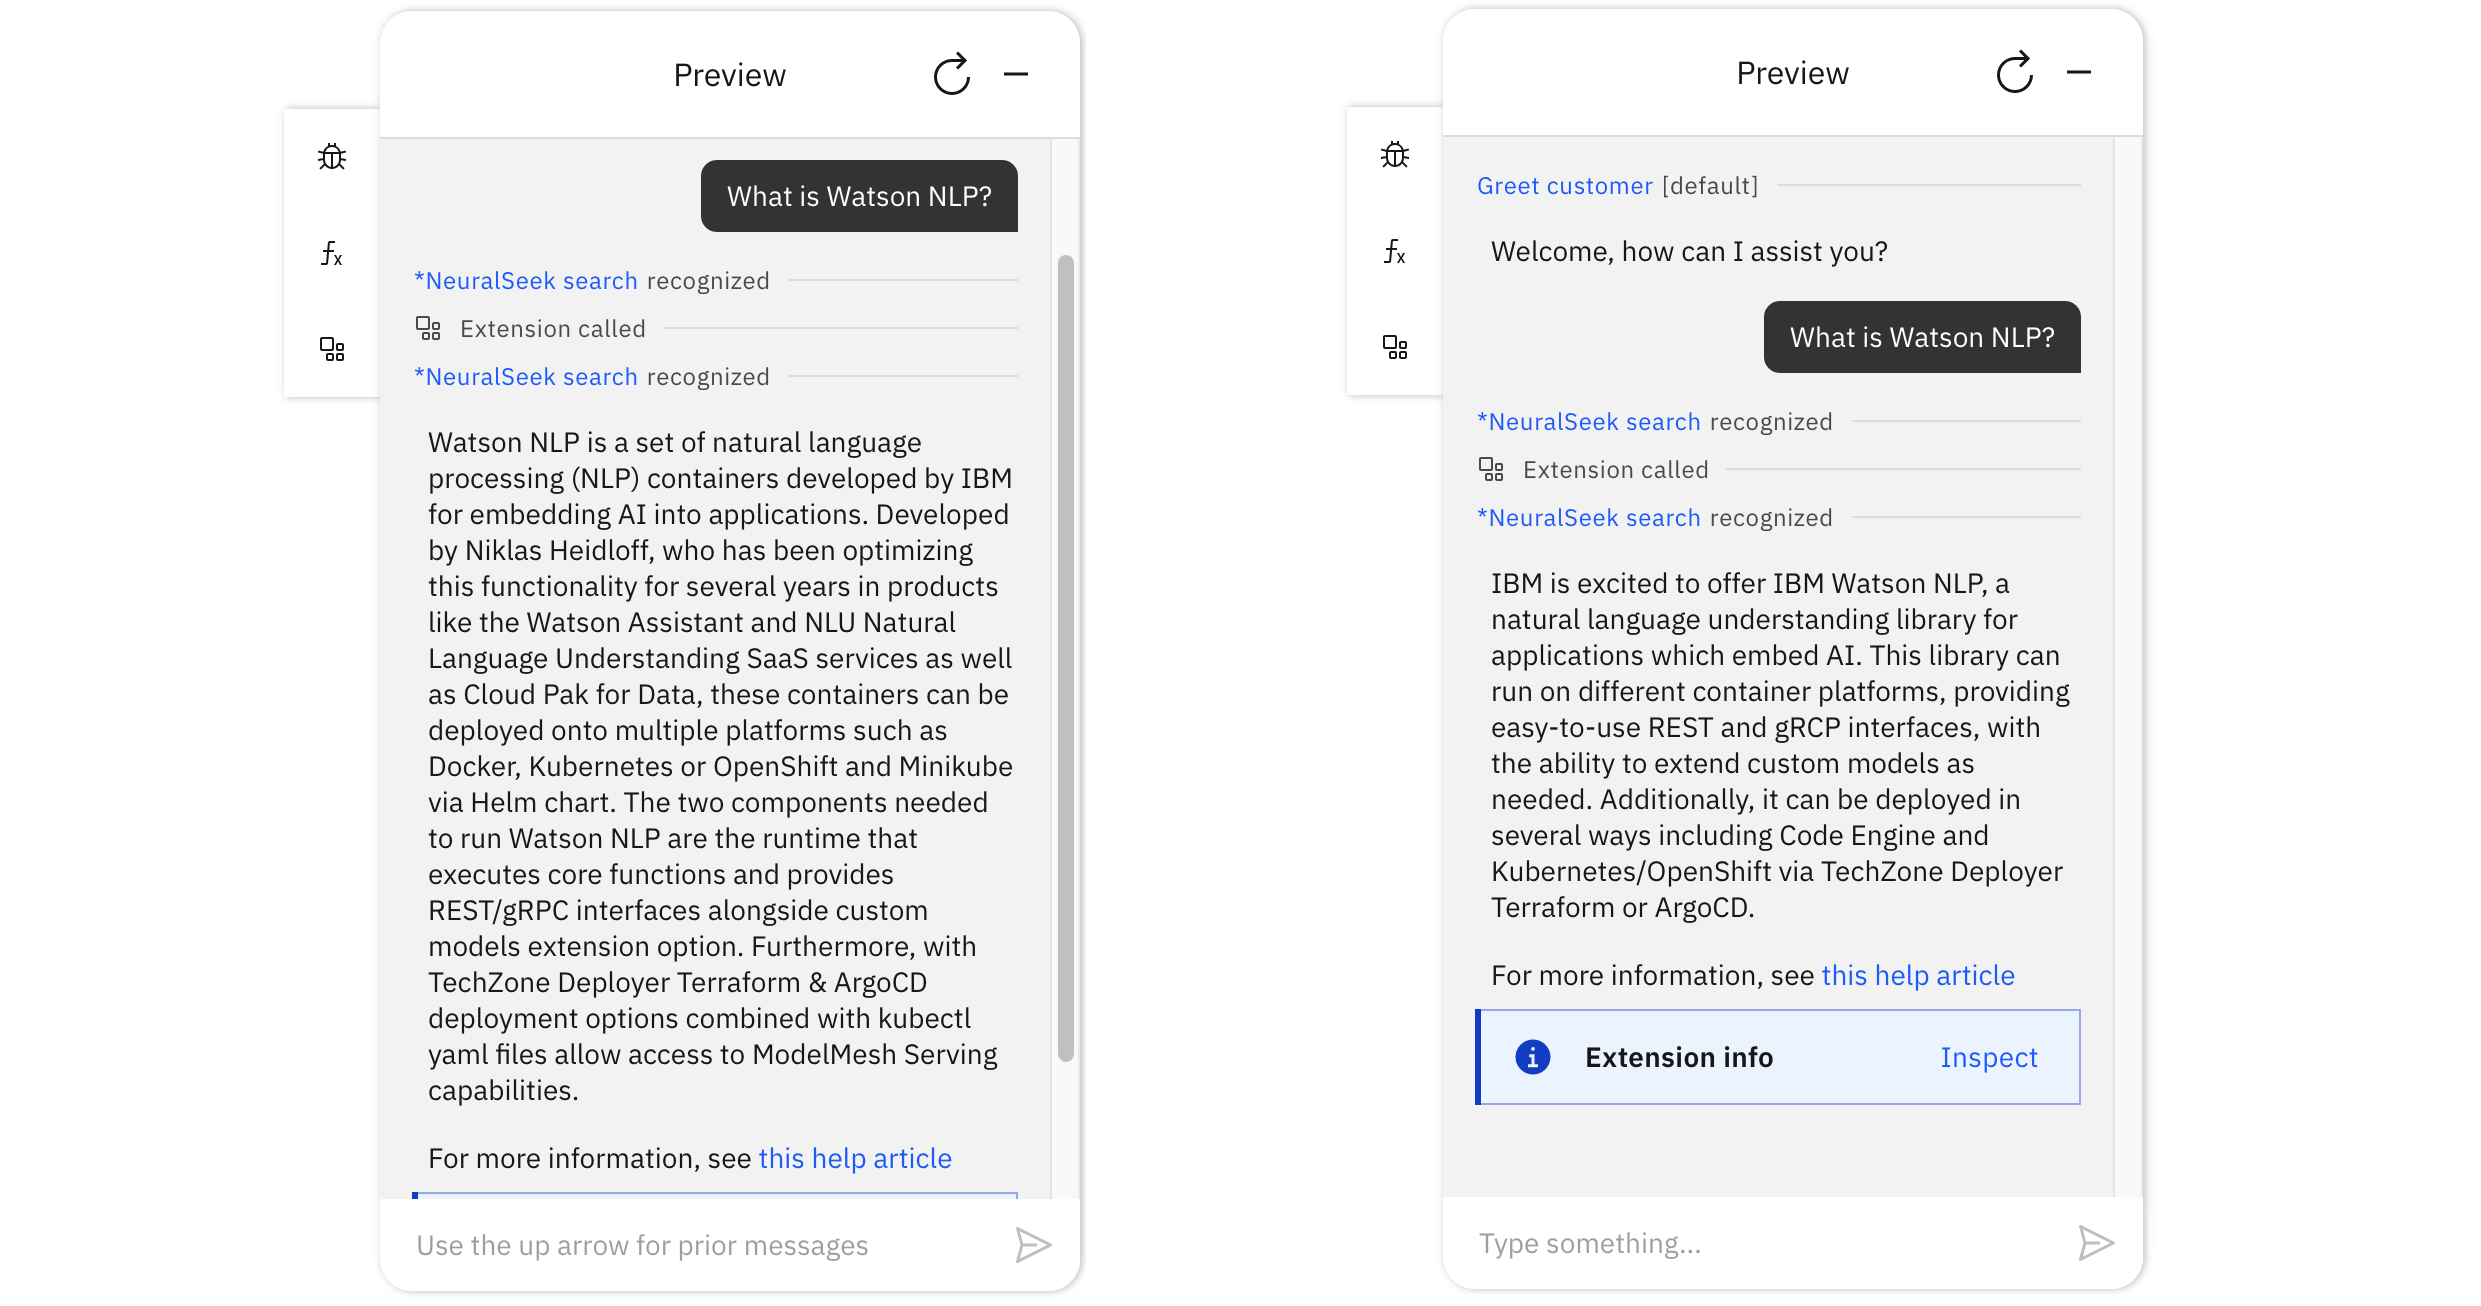 Preview
What is Watson NLP?
*NeuralSeek search recognized
Extension called
*NeuralSeek search recognized
Watson NLP is a set of natural language
processing (NLP) containers developed by IBM
for embedding AI into applications. Developed
by Niklas Heidloff, who has been optimizing
this functionality for several years in products
like the Watson Assistant and NLU Natural
Language Understanding SaaS services as well
as Cloud Pak for Data, these containers can be
deployed onto multiple platforms such as
Docker, Kubernetes or OpenShift and Minikube
via Helm chart. The two components needed
to run Watson NLP are the runtime that
executes core functions and provides
REST/gRPC interfaces alongside custom
models extension option. Furthermore, with
TechZone Deployer Terraform & ArgoCD
deployment options combined with kubectl
yaml files allow access to ModelMesh Serving
capabilities.
For more information, see this help article
Use the up arrow for prior messages
Preview
Greet customer [default]
Welcome, how can I assist you?
What is Watson NLP?
*NeuralSeek search recognized
Extension called
*NeuralSeek search recognized
IBM is excited to offer IBM Watson NLP, a
natural language understanding library for
applications which embed AI. This library can
run on different container platforms, providing
easy-to-use REST and gRCP interfaces, with
the ability to extend custom models as
needed. Additionally, it can be deployed in
several ways including Code Engine and
Kubernetes/OpenShift via TechZone Deployer
Terraform or ArgoCD.
For more information, see this help article
Extension info Inspect
Type something...